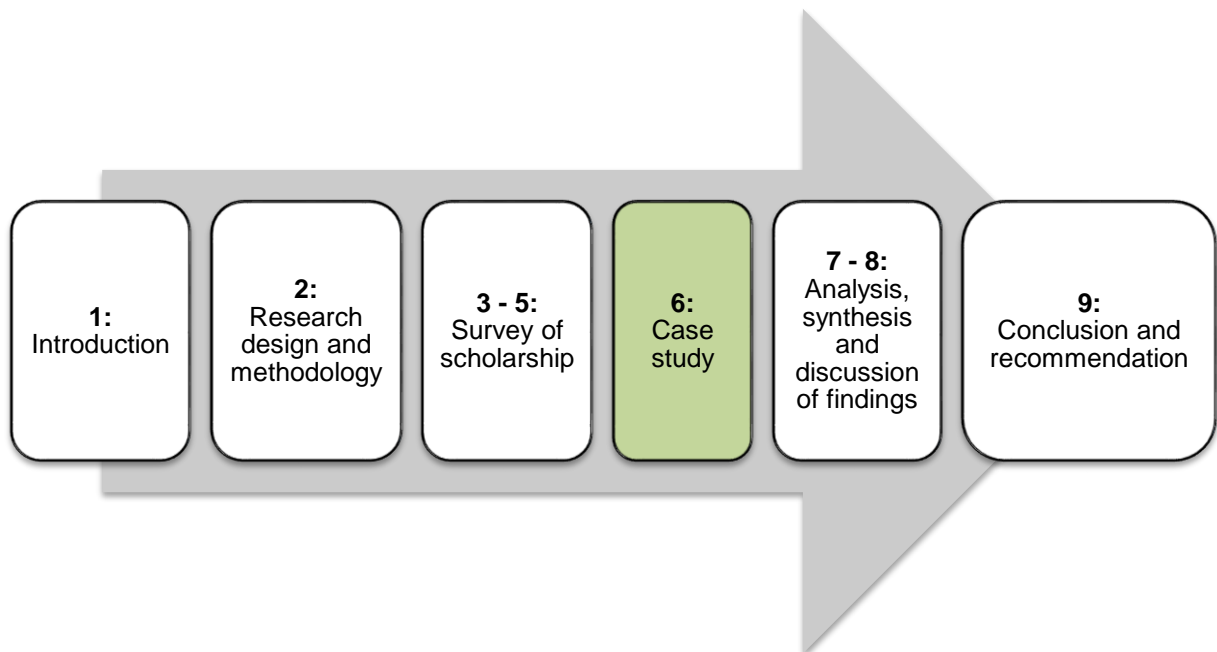 1:
Introduction
2:
Research
design and
methodology
3 - 5:
Survey of
scholarship
6:
Case
study
7 - 8:
Analysis,
synthesis
and
discussion
of findings
9:
Conclusion and
recommendation